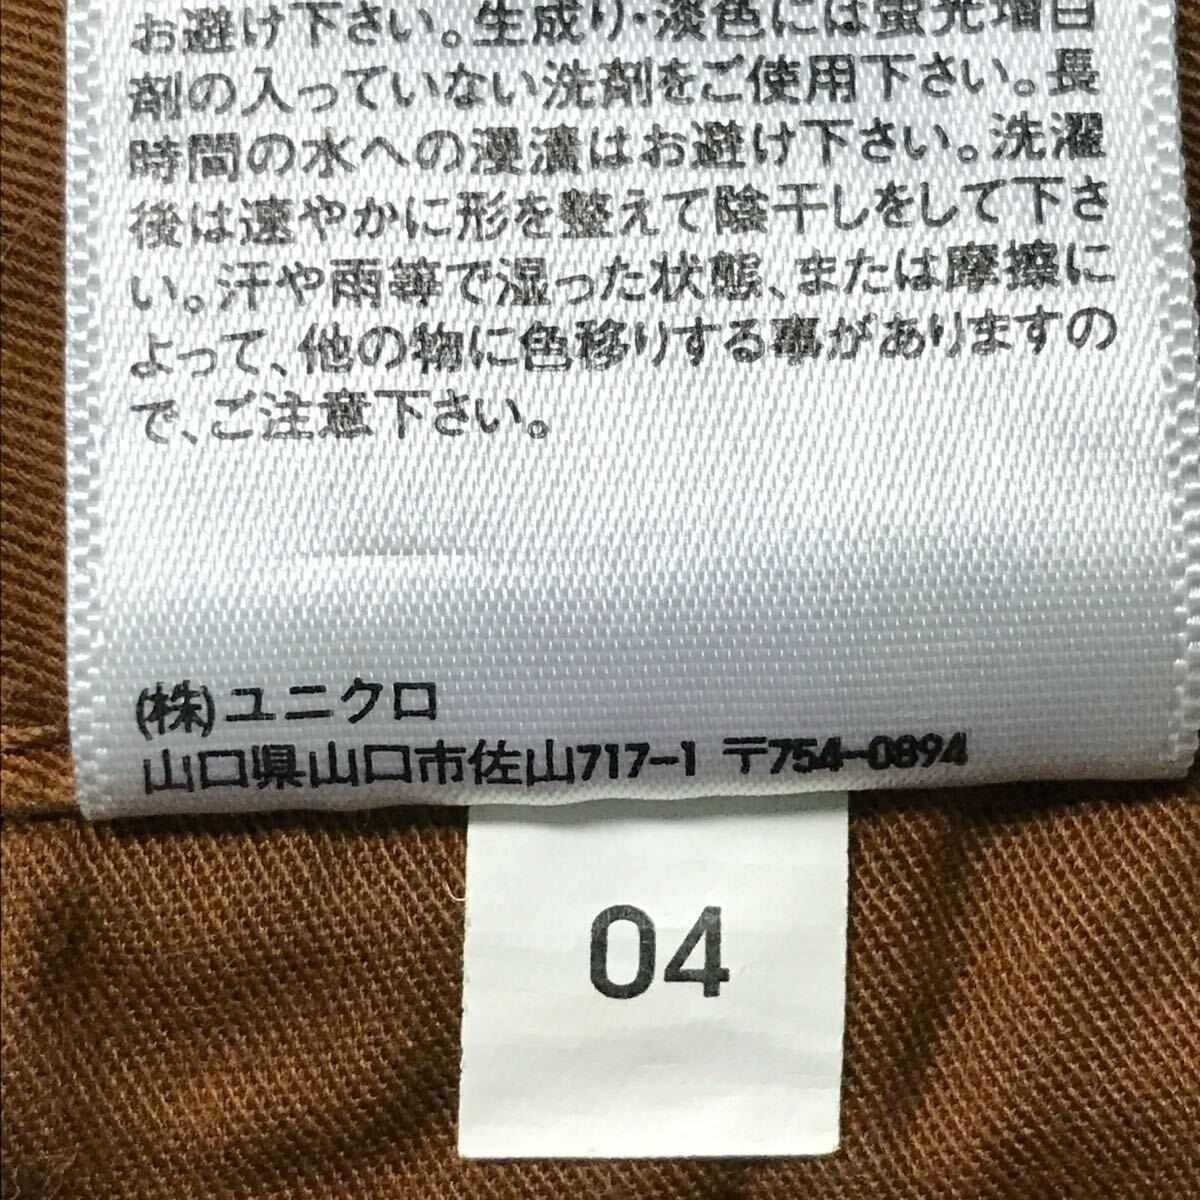 お避け下さい。生成り・淡色には蛍光増白
剤の入っていない洗剤をご使用下さい。長
時間の水への浸漬はお避け下さい。洗濯
後は速やかに形を整えて陰干しをして下さ
い。汗や雨等で湿った状態、または摩擦に
よって、他の物に色移りする事がありますの
で、ご注意下さい。
(株)ユニクロ
山口県山口市佐山717-1 〒754-0894
04